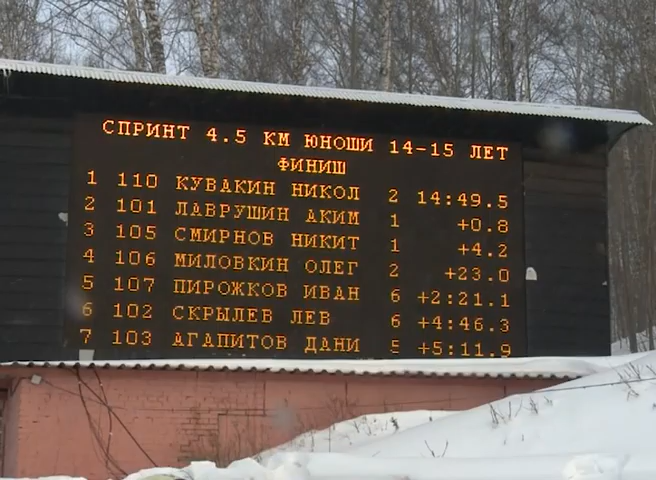 СПРИНТ 4.5 КМ ЮНОШИ 14-15 ЛЕТ
ФИНИШ
1 110 КУВАКИН НИКОЛ 2 14:49.5
2 101 ЛАВРУШИН АКИМ 1 +0.8
3 105 СМИРНОВ НИКИТ 1 +4.2
4 106 МИЛОВКИН ОЛЕГ 2 +23.0
5 107 ПИРОЖКОВ ИВАН 6 +2:21.1
6 102 СКРЫЛЕВ ЛЕВ 6 +4:46.3
7 103 АГАПИТОВ ДАНИ 5 +5:11.9